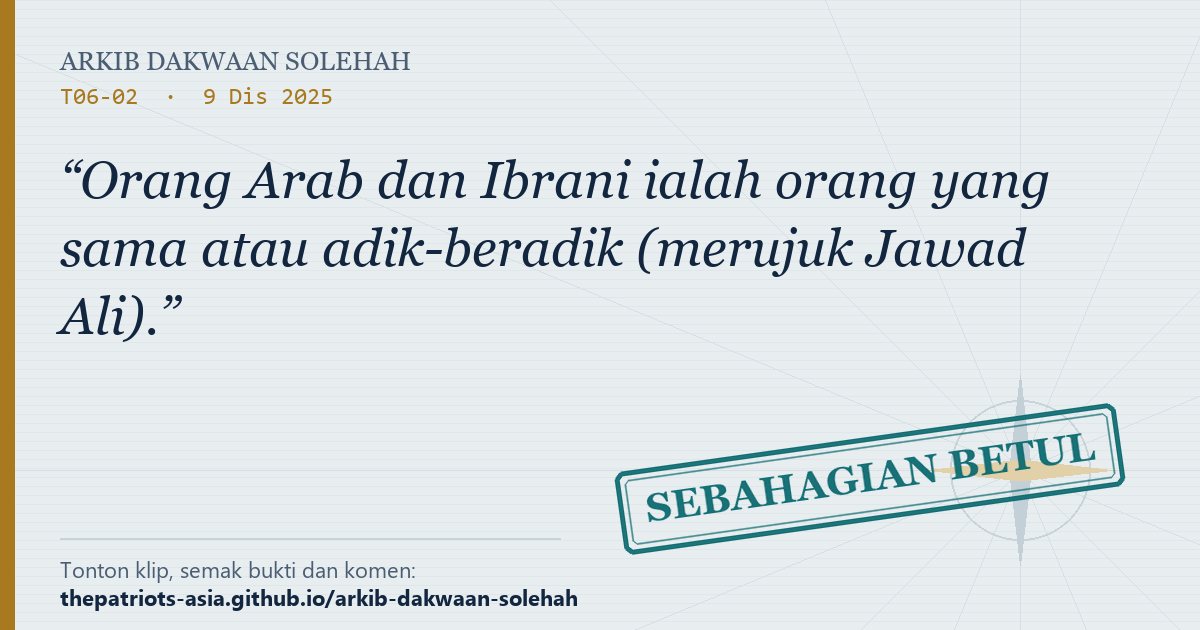 ARKIB DAKWAAN SOLEHAH
T06-02 · 9 Dis 2025
“Orang Arab dan Ibrani ialah orang yang
sama atau adik-beradik (merujuk Jawad
Ali).”
SEBAHAGIAN BETUL
Tonton klip, semak bukti dan komen:
thepatriots-asia.github.io/arkib-dakwaan-solehah